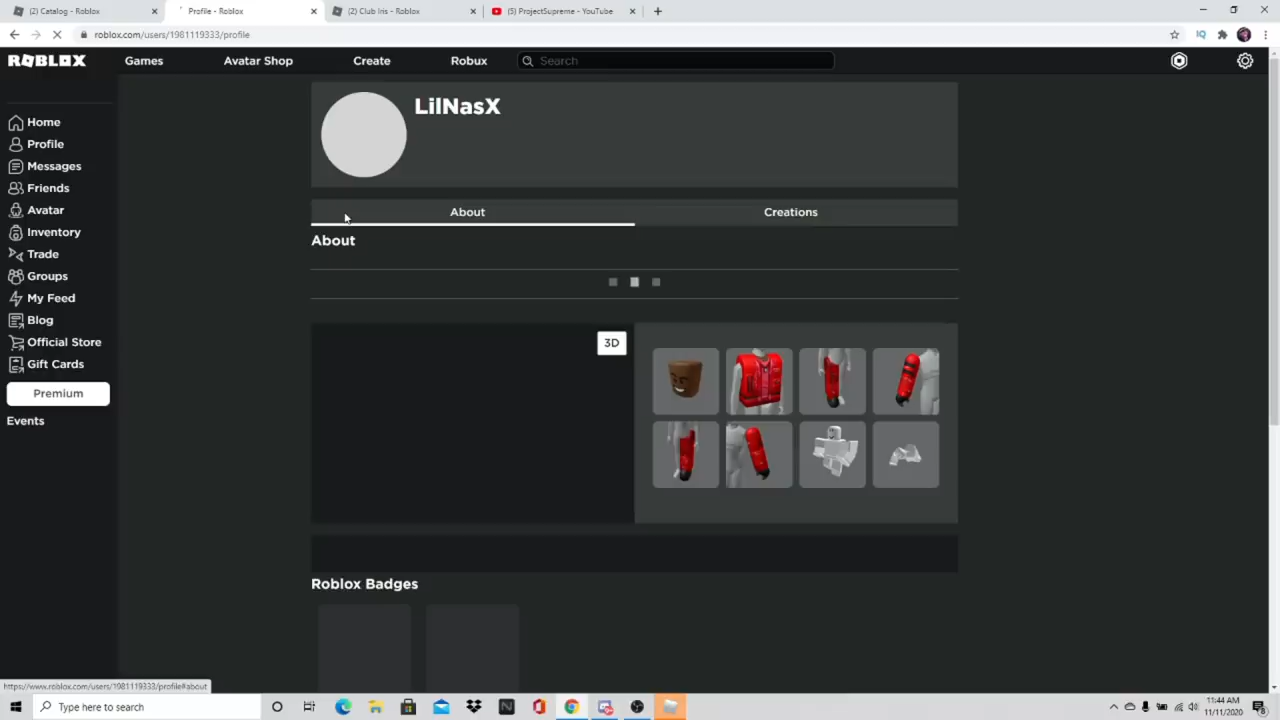 (2) Catalog - Roblox
Profile - Roblox
(2) Club Iris - Roblox
(5) ProjectSupreme - YouTube
roblox.com/users/1981119333/profile
ROBLOX
Games
Avatar Shop
Create
Robux
Search
Home
Profile
Messages
Friends
Avatar
Inventory
Trade
Groups
My Feed
Blog
Official Store
Gift Cards
Premium
Events
LilNasX
About
Creations
About
3D
Roblox Badges
https://www.roblox.com/users/1981119333/profile#about
Type here to search
11:44 AM
11/11/2020